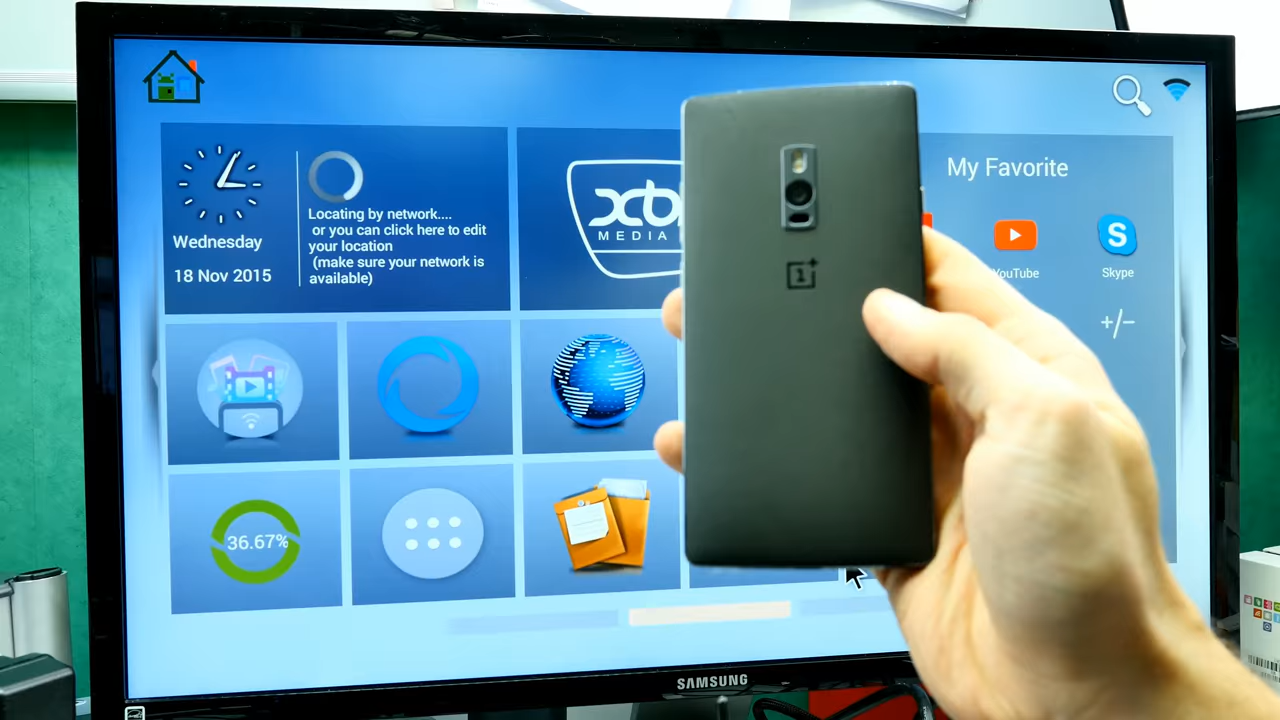 Wednesday
18 Nov 2015
Locating by network....
or you can click here to edit
your location
(make sure your network is
available)
MEDIA
My Favorite
YouTube
S
Skype
+/-
36.67%
1+
SAMSUNG